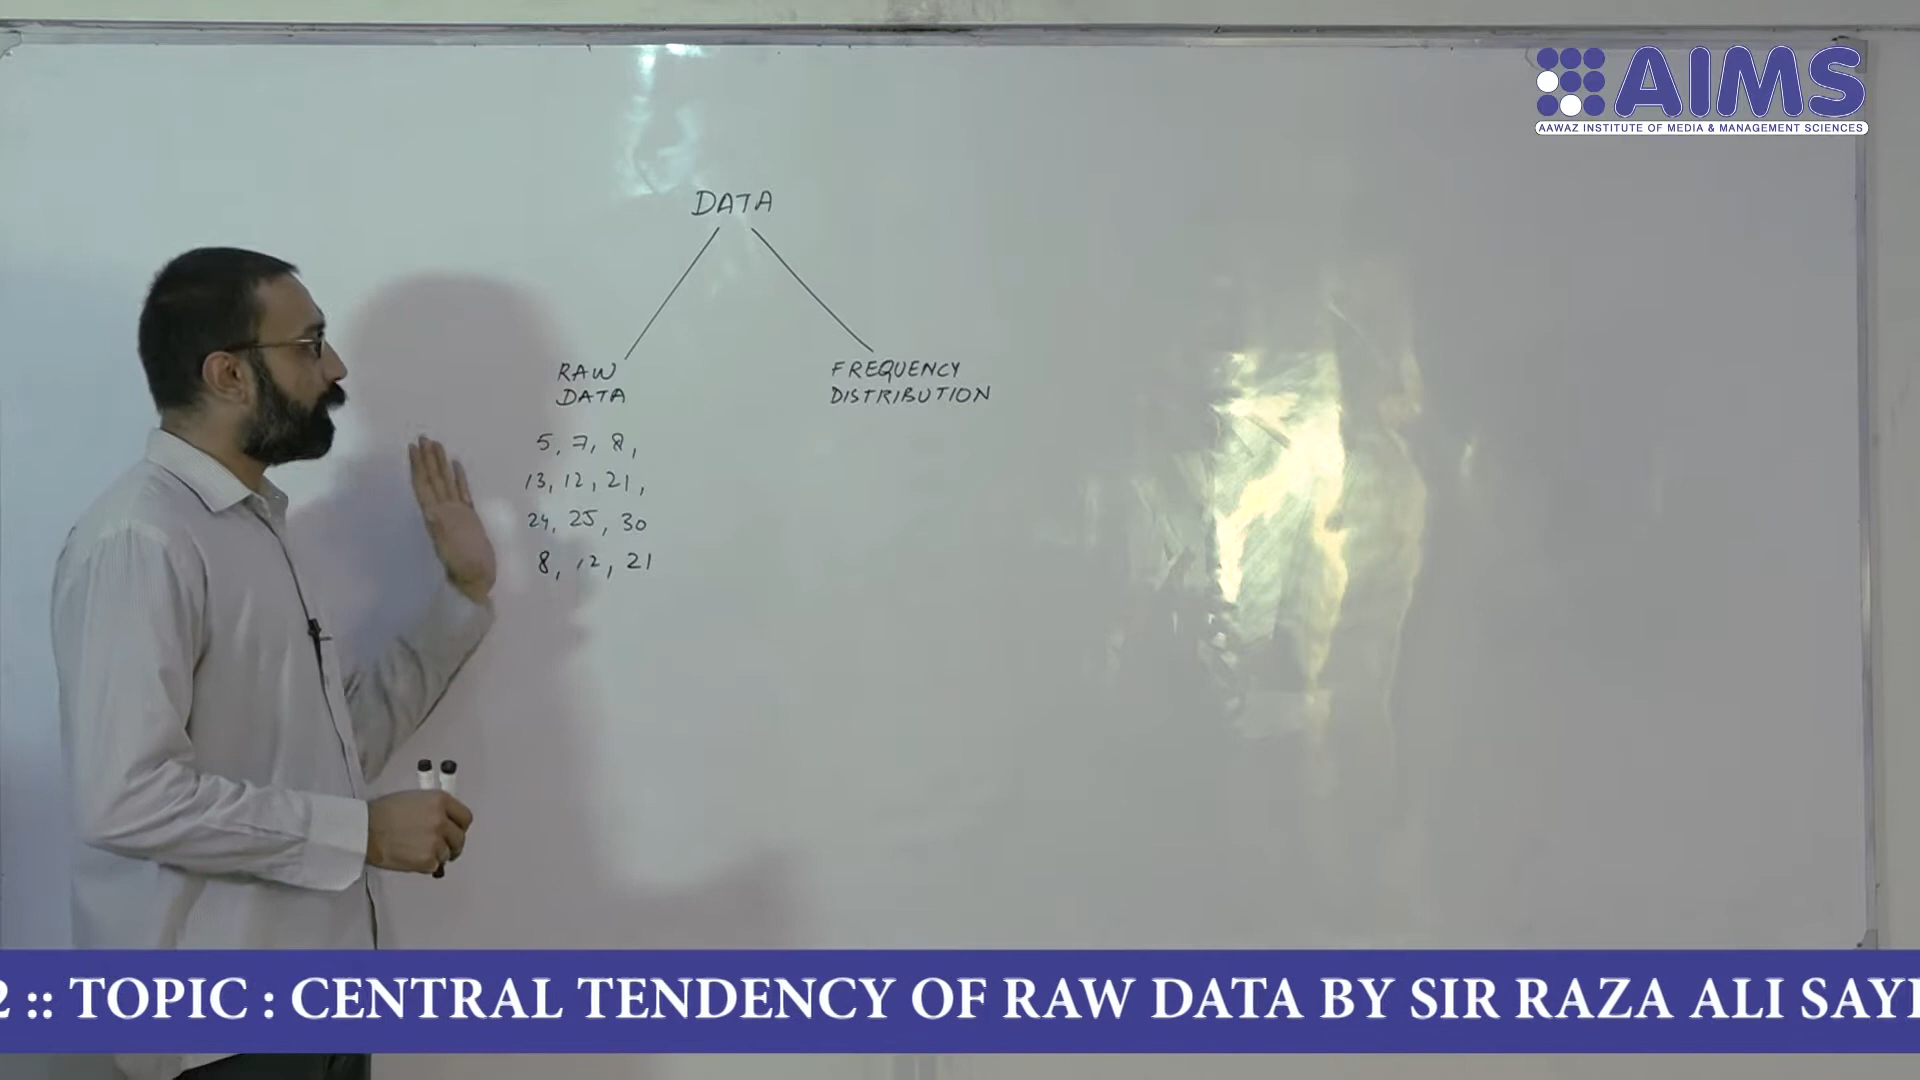 AIMS
AAWAZ INSTITUTE OF MEDIA & MANAGEMENT SCIENCES
DATA
RAW
DATA
FREQUENCY
DISTRIBUTION
5, 7, 8,
13, 12, 21,
24, 25, 30
8, 12, 21
2 :: TOPIC : CENTRAL TENDENCY OF RAW DATA BY SIR RAZA ALI